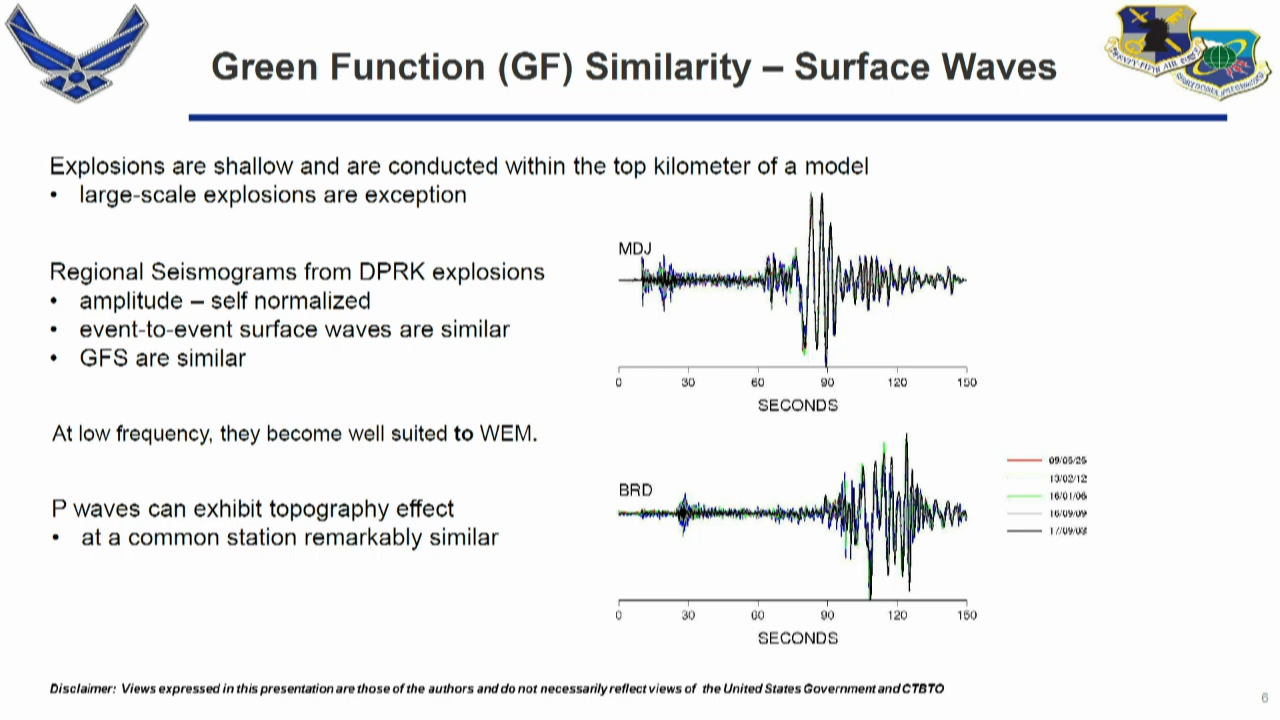 Green Function (GF) Similarity – Surface Waves
Explosions are shallow and are conducted within the top kilometer of a model
• large-scale explosions are exception
Regional Seismograms from DPRK explosions
• amplitude – self normalized
• event-to-event surface waves are similar
• GFS are similar
At low frequency, they become well suited to WEM.
P waves can exhibit topography effect
• at a common station remarkably similar
MDJ
0 30 60 90 120 150
SECONDS
BRD
0 30 60 90 120 150
SECONDS
09/05/25
13/02/12
16/01/06
16/09/09
17/09/03
Disclaimer: Views expressed in this presentation are those of the authors and do not necessarily reflect views of the United States Government and CTBTO
6